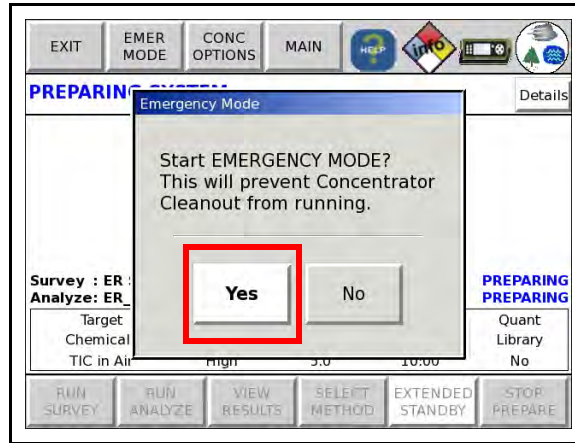 EXIT
EMER
MODE
CONC
OPTIONS
MAIN
HELP
info
PREPARING SYSTEM
Details
Emergency Mode
Start EMERGENCY MODE?
This will prevent Concentrator
Cleanout from running.
Yes
No
Survey : ER
PREPARING
Analyze: ER_
PREPARING
Target
Quant
Chemical
Library
TIC in Air High 5.0 10:00 No
RUN
SURVEY
RUN
ANALYZE
VIEW
RESULTS
SELECT
METHOD
EXTENDED
STANDBY
STOP
PREPARE